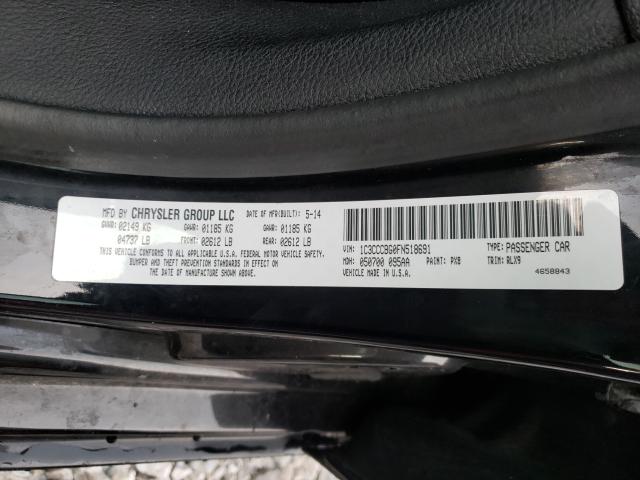 MFD BY CHRYSLER GROUP LLC DATE OF MFR(BUILT): 5-14
GVWR: 02149 KG GAWR: 01185 KG GAWR: 01185 KG
04737 LB FRONT: 02612 LB REAR: 02612 LB
THIS VEHICLE CONFORMS TO ALL APPLICABLE U.S.A. FEDERAL MOTOR VEHICLE SAFETY,
BUMPER AND THEFT PREVENTION STANDARDS IN EFFECT ON
THE DATE OF MANUFACTURE SHOWN ABOVE.
VIN: 1C3CCCBG0FN518691 TYPE: PASSENGER CAR
MDH: 050700 095AA PAINT: PX8 TRIM: RLX9
VEHICLE MADE IN U.S.A. 4658843